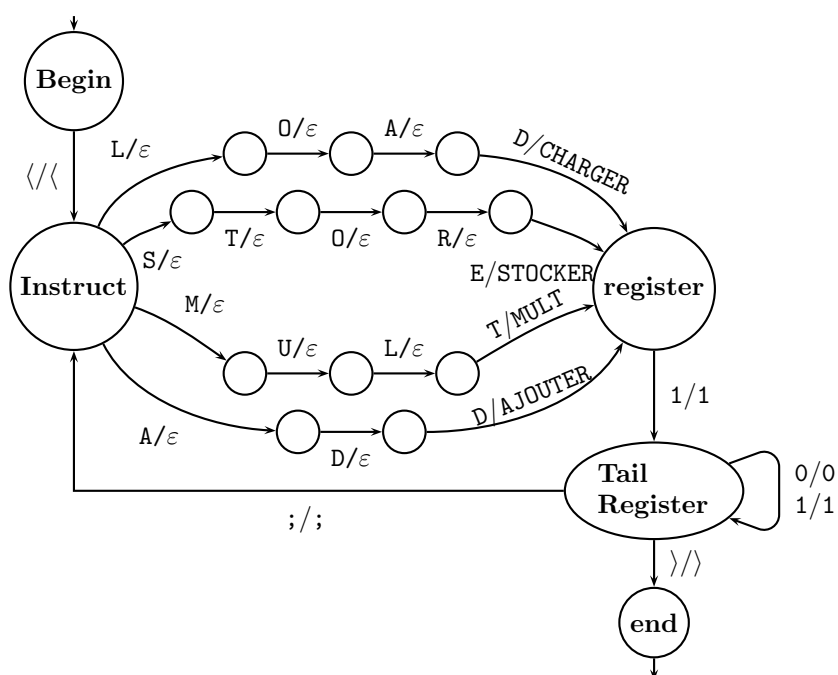 Begin
⟨/⟨
L/ε
O/ε
A/ε
D/CHARGER
S/ε
T/ε
O/ε
R/ε
E/STOCKER
Instruct
register
M/ε
U/ε
L/ε
T/MULT
A/ε
D/ε
D/AJOUTER
1/1
Tail
Register
0/0
1/1
;/;
⟩/⟩
end